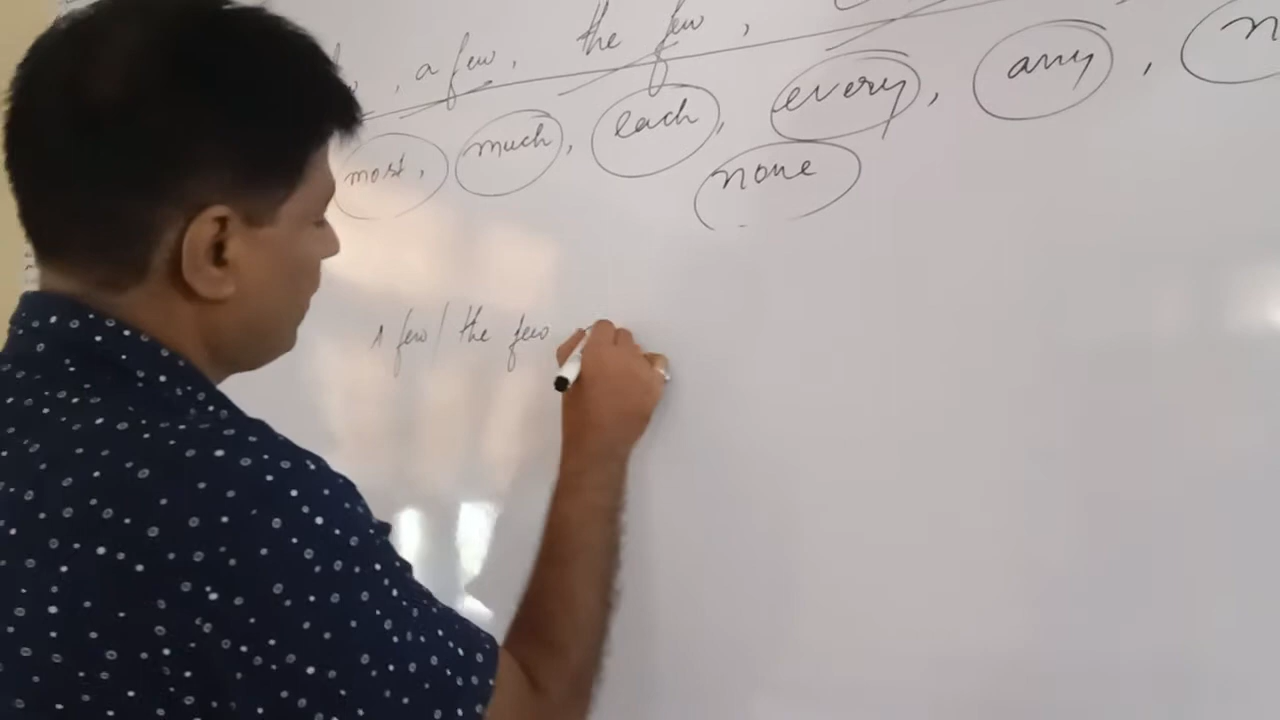 , a few, the few,
most, much, each, every, any,
none
few / the few